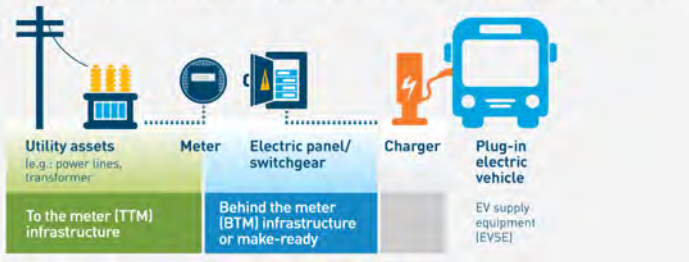 Utility assets
(e.g.: power lines,
transformer
Meter
Electric panel/
switchgear
Charger
Plug-in
electric
vehicle
To the meter (TTM)
infrastructure
Behind the meter
(BTM) infrastructure
or make-ready
EV supply
equipment
(EVSE)